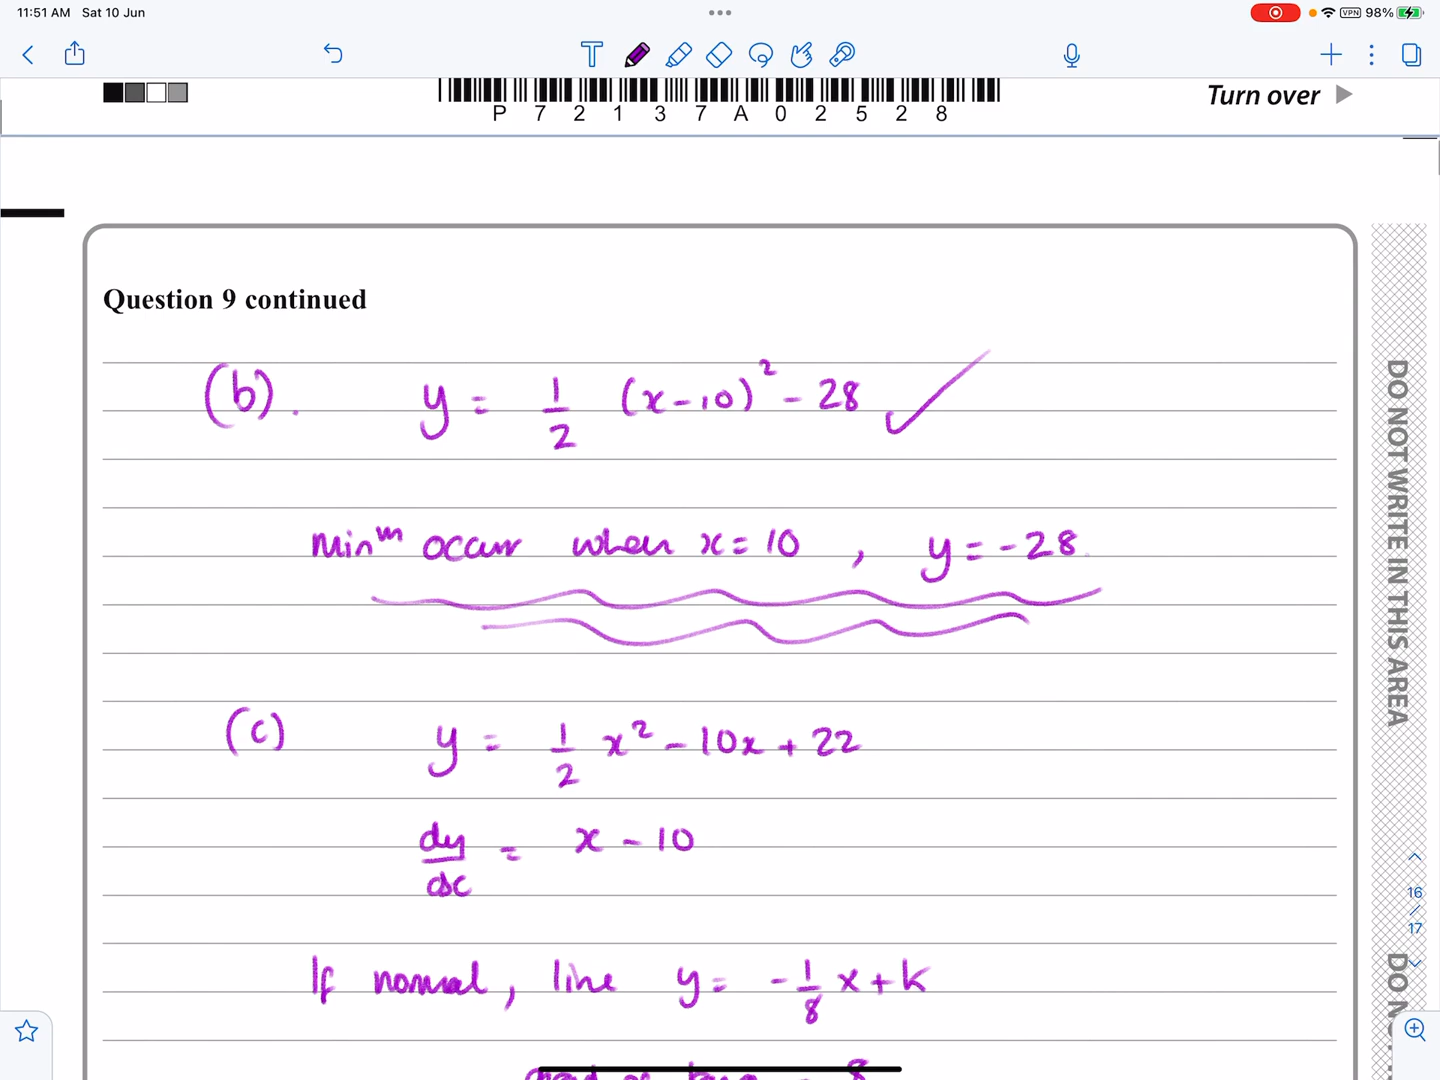 11:51 AM Sat 10 Jun
VPN 98%
P 7 2 1 3 7 A 0 2 5 2 8
Turn over
Question 9 continued
(b). y = 1/2 (x-10)² - 28 ✓
Minᵐ occur when x = 10 , y = -28
(c) y = 1/2 x² - 10x + 22
dy/dx = x - 10
If normal, line y = -1/8 x + k
DO NOT WRITE IN THIS AREA
16
/
17